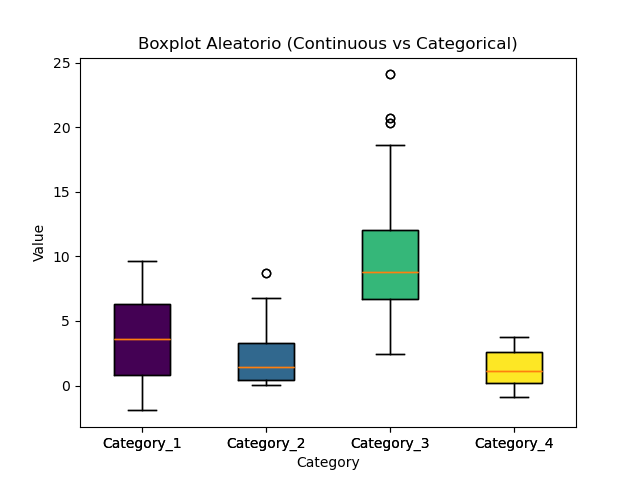 Boxplot Aleatorio (Continuous vs Categorical)
25
20
15
10
5
0
Value
Category_1 Category_2 Category_3 Category_4
Category